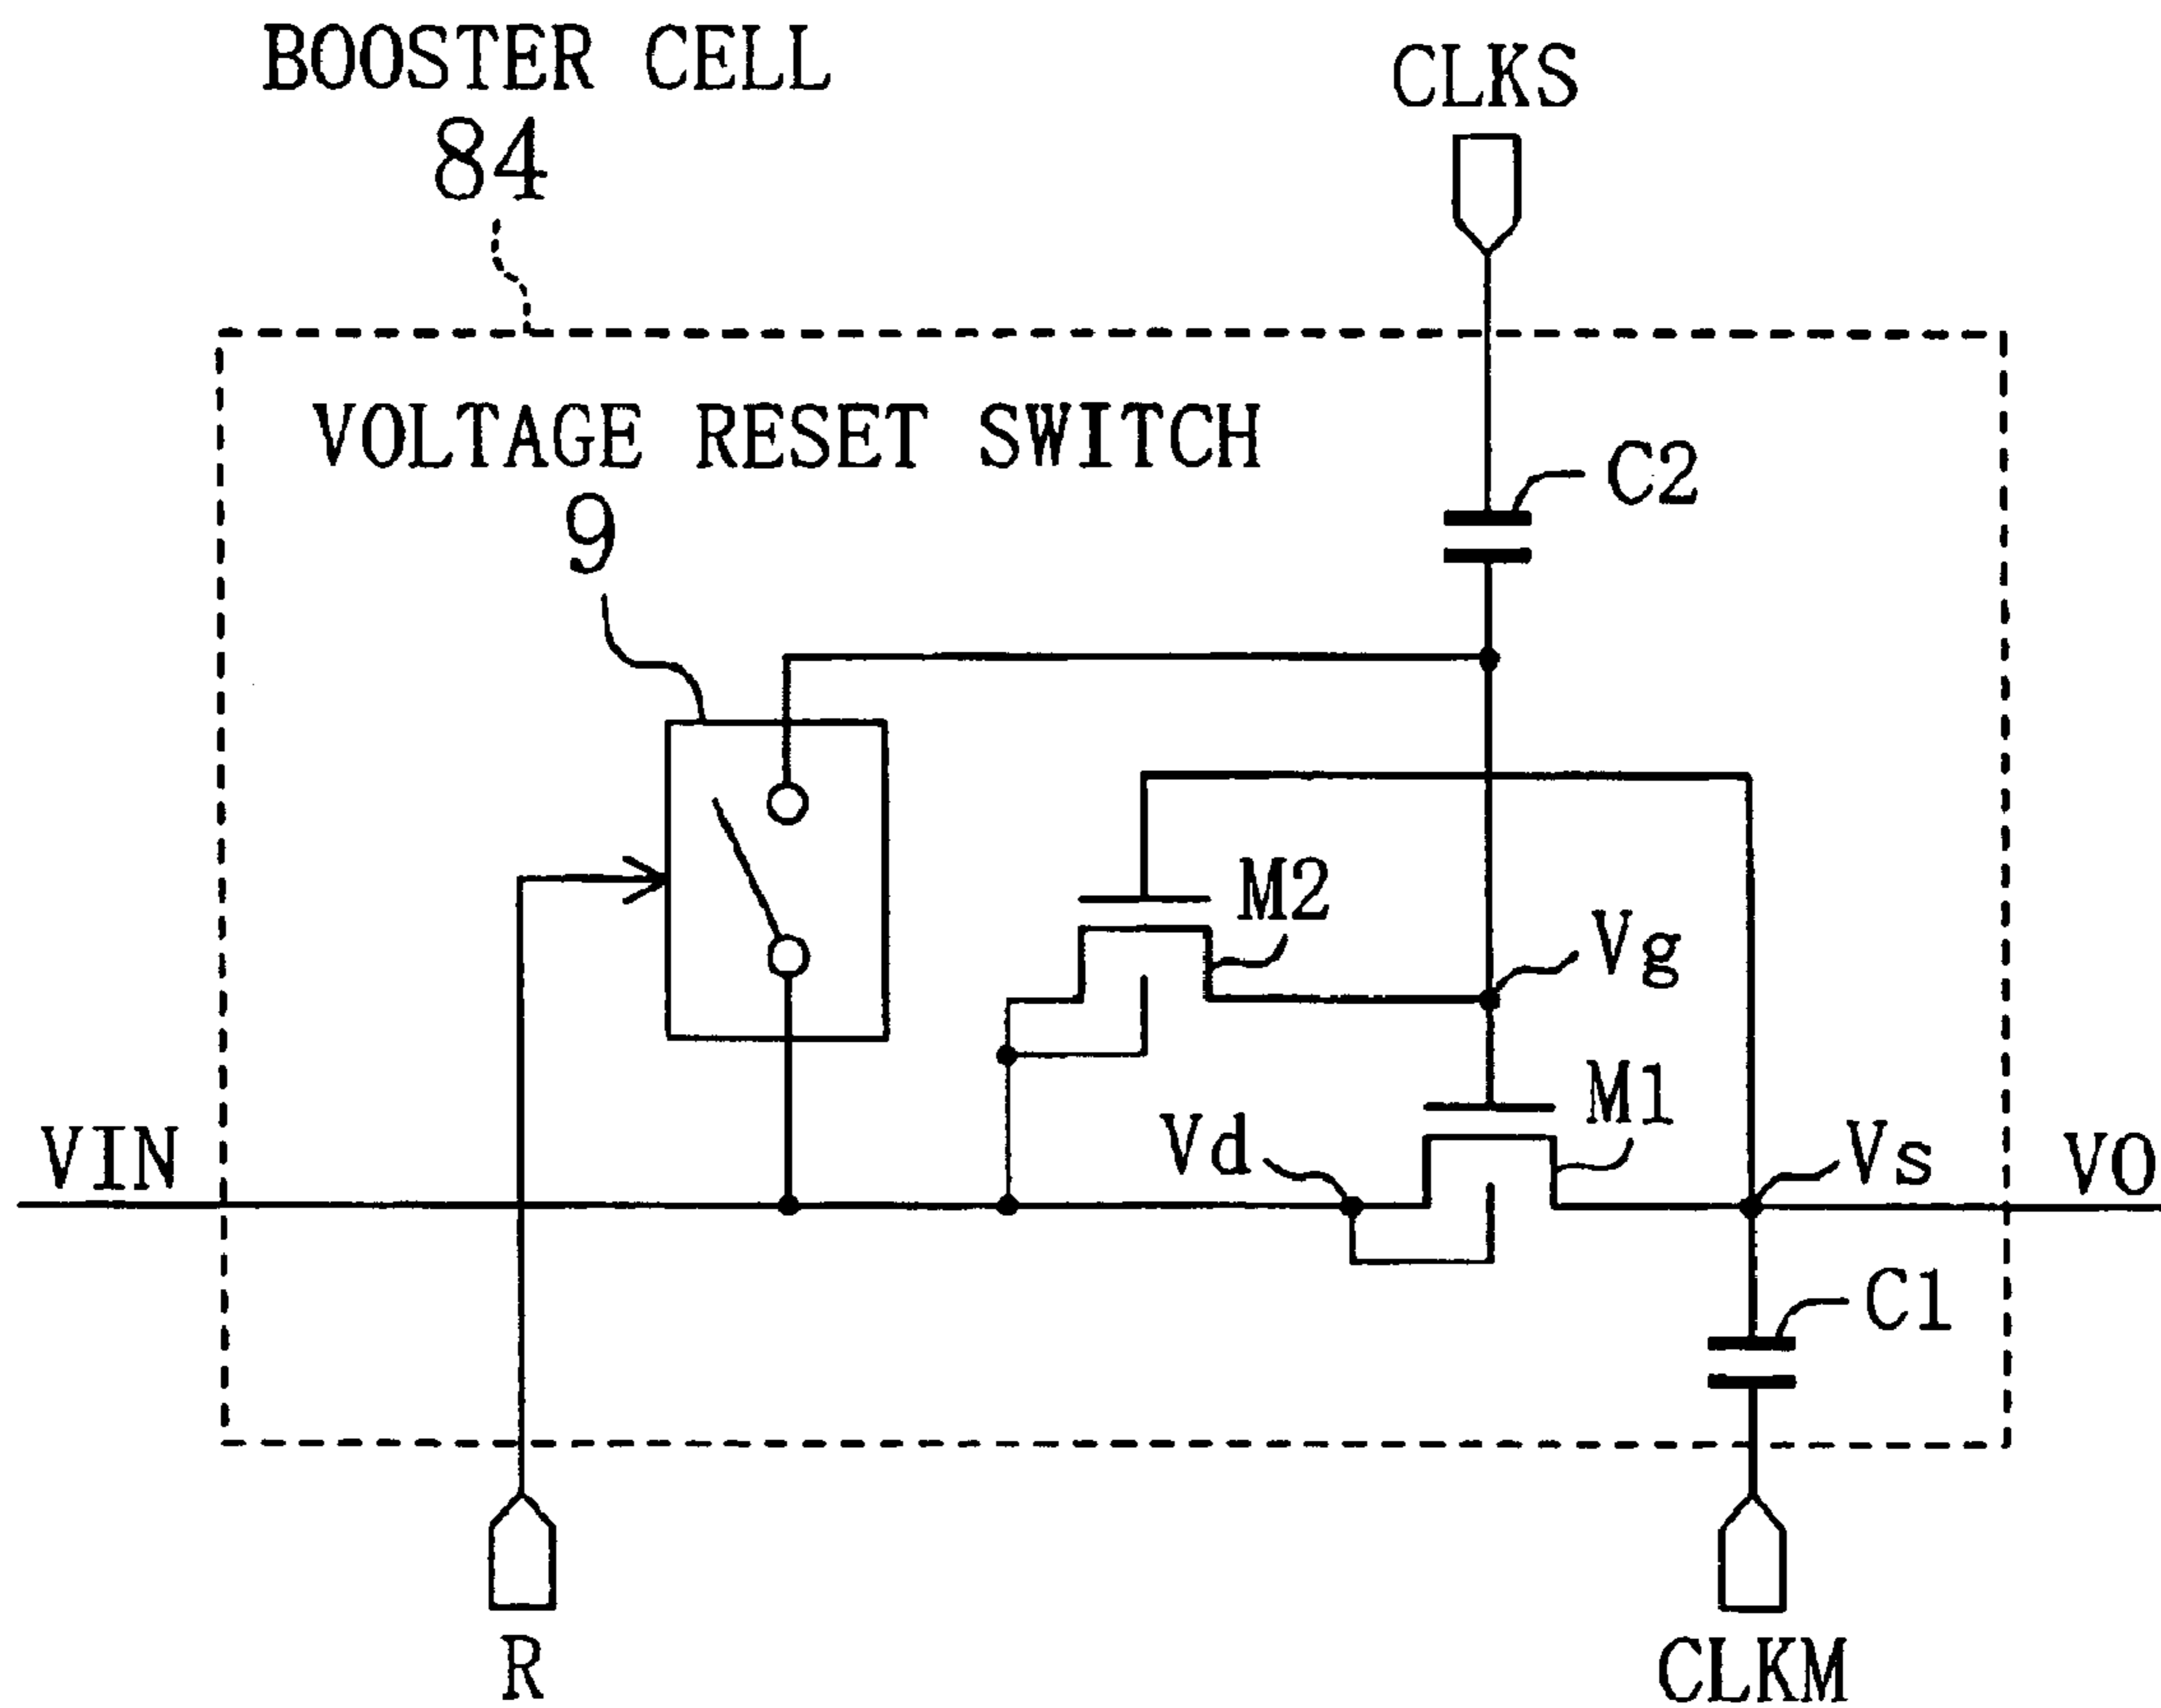 BOOSTER CELL
84
CLKS
VOLTAGE RESET SWITCH
9
C2
M2
Vg
M1
Vd
VIN
Vs
VO
C1
R
CLKM